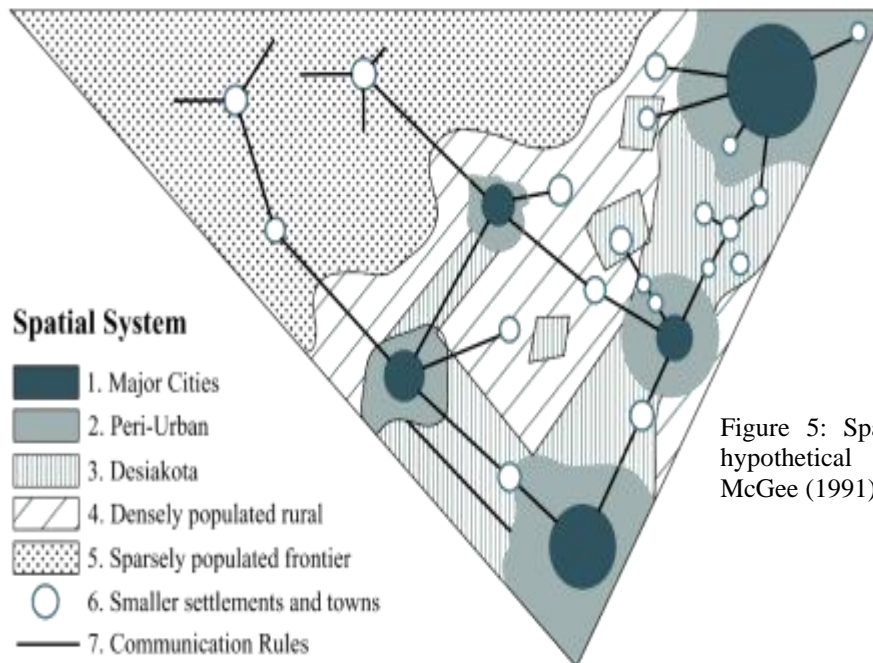 Spatial System
1. Major Cities
2. Peri-Urban
3. Desiakota
4. Densely populated rural
5. Sparsely populated frontier
6. Smaller settlements and towns
7. Communication Rules
Figure 5: Spa
hypothetical
McGee (1991)